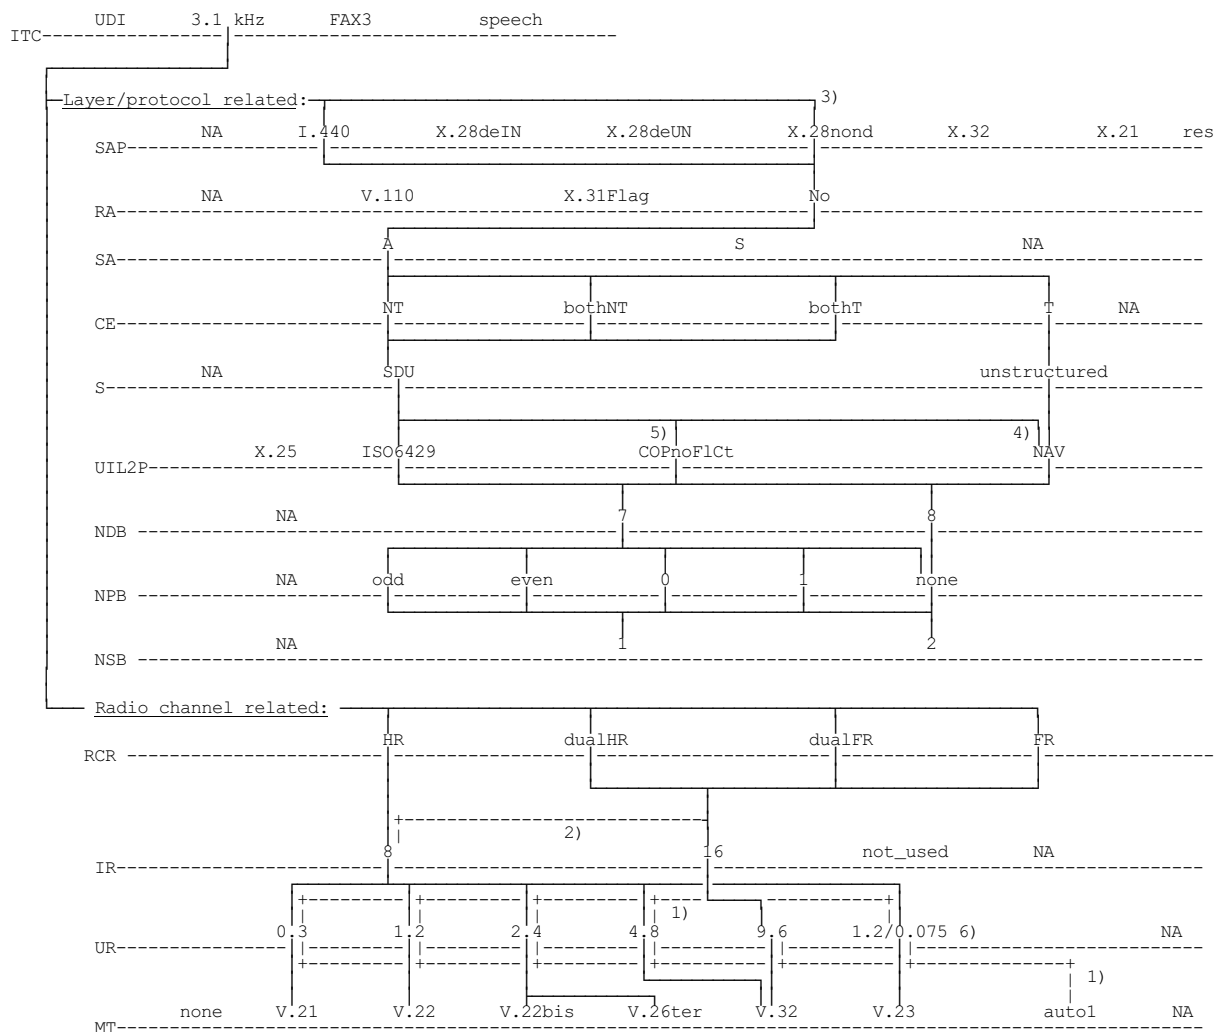 UDI 3.1 kHz FAX3 speech
ITC
Layer/protocol related: 3)
NA I.440 X.28deIN X.28deUN X.28nond X.32 X.21 res
SAP
NA V.110 X.31Flag No
RA
A S NA
SA
NT bothNT bothT T NA
CE
NA SDU unstructured
S
5) 4)
X.25 ISO6429 COPnoFlCt NAV
UIL2P
NA 7 8
NDB
NA odd even 0 1 none
NPB
NA 1 2
NSB
Radio channel related:
HR dualHR dualFR FR
RCR
2)
8 16 not_used NA
IR
1)
0.3 1.2 2.4 4.8 9.6 1.2/0.075 6) NA
UR
1)
none V.21 V.22 V.22bis V.26ter V.32 V.23 auto1 NA
MT